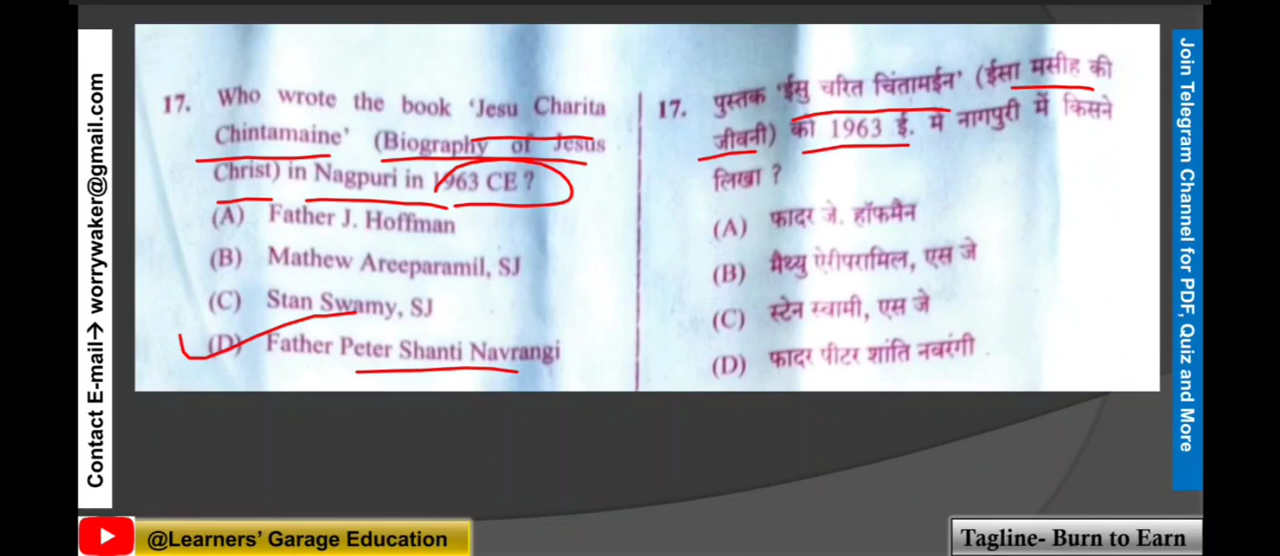 Contact E-mail→ worrywaker@gmail.com
17. Who wrote the book 'Jesu Charita
Chintamaine' (Biography of Jesus
Christ) in Nagpuri in 1963 CE ?
(A) Father J. Hoffman
(B) Mathew Areeparamil, SJ
(C) Stan Swamy, SJ
(D) Father Peter Shanti Navrangi
17. पुस्तक 'ईसु चरित चिंतामईन' (ईसा मसीह की
जीवनी) को 1963 ई. में नागपुरी में किसने
लिखा ?
(A) फादर जे. हॉफमैन
(B) मैथ्यु ऐरीपरामिल, एस जे
(C) स्टेन स्वामी, एस जे
(D) फादर पीटर शांति नवरंगी
Join Telegram Channel for PDF, Quiz and More
@Learners' Garage Education
Tagline- Burn to Earn